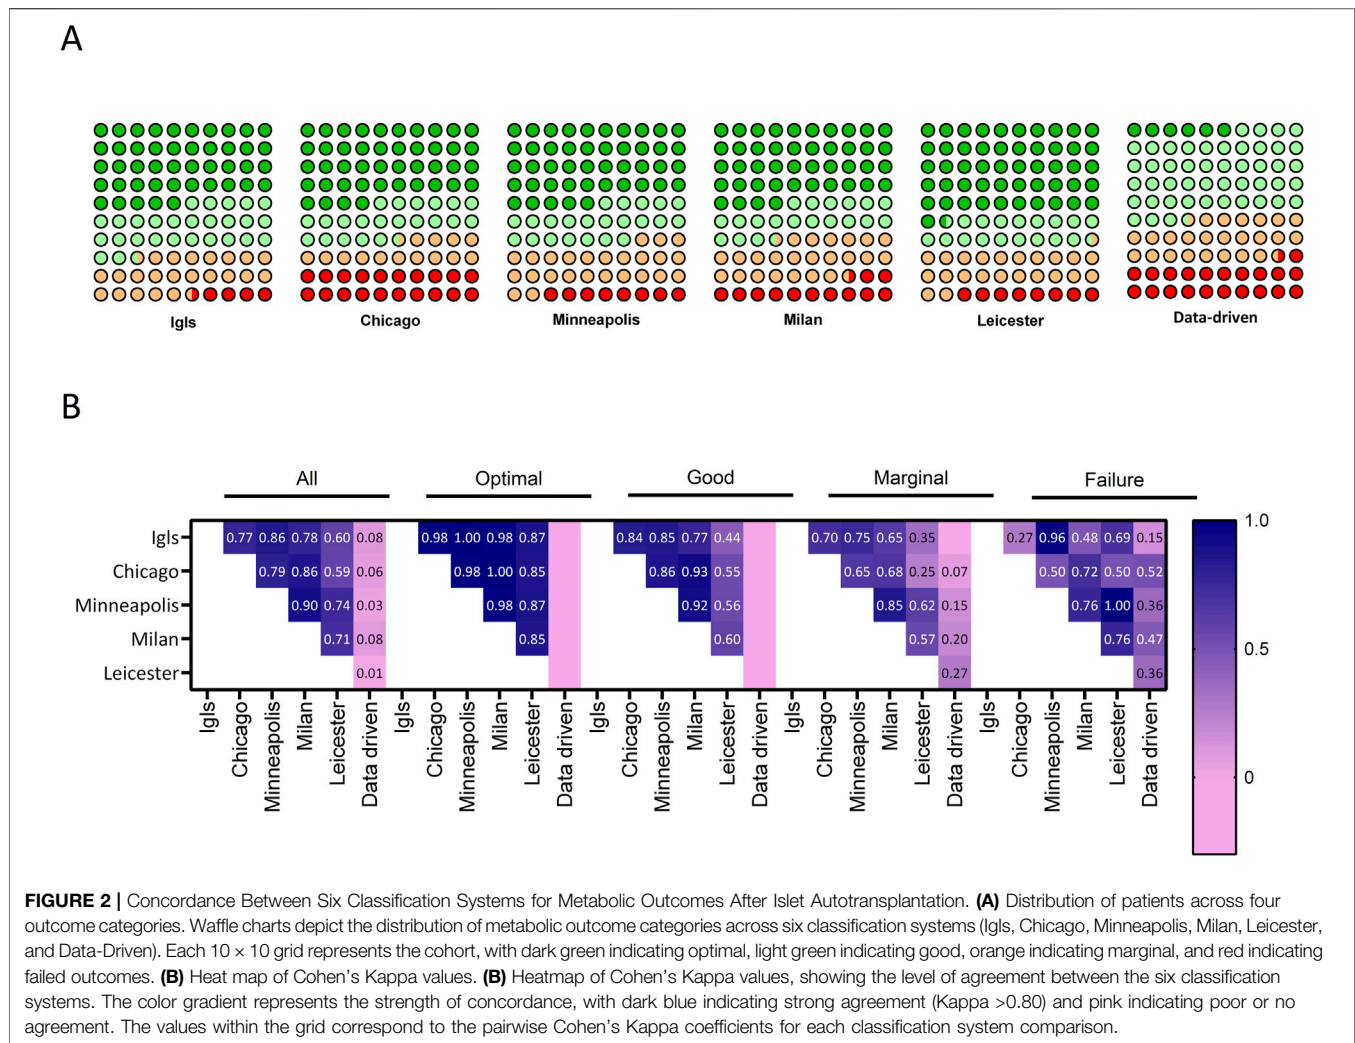 A
Igls
Chicago
Minneapolis
Milan
Leicester
Data-driven
B
All
Optimal
Good
Marginal
Failure
Igls
0.77 0.86 0.78 0.60 0.08
0.98 1.00 0.98 0.87
0.84 0.85 0.77 0.44
0.70 0.75 0.65 0.35
0.27 0.96 0.48 0.69 0.15
Chicago
0.79 0.86 0.59 0.06
0.98 1.00 0.85
0.86 0.93 0.55
0.65 0.68 0.25 0.07
0.50 0.72 0.50 0.52
Minneapolis
0.90 0.74 0.03
0.98 0.87
0.92 0.56
0.85 0.62 0.15
0.76 1.00 0.36
Milan
0.71 0.08
0.85
0.60
0.57 0.20
0.76 0.47
Leicester
0.01
0.27
0.36
Igls
Chicago
Minneapolis
Milan
Leicester
Data driven
Igls
Chicago
Minneapolis
Milan
Leicester
Data driven
Igls
Chicago
Minneapolis
Milan
Leicester
Data driven
Igls
Chicago
Minneapolis
Milan
Leicester
Data driven
Igls
Chicago
Minneapolis
Milan
Leicester
Data driven
1.0
0.5
0
FIGURE 2 | Concordance Between Six Classification Systems for Metabolic Outcomes After Islet Autotransplantation. (A) Distribution of patients across four
outcome categories. Waffle charts depict the distribution of metabolic outcome categories across six classification systems (Igls, Chicago, Minneapolis, Milan, Leicester,
and Data-Driven). Each 10 × 10 grid represents the cohort, with dark green indicating optimal, light green indicating good, orange indicating marginal, and red indicating
failed outcomes. (B) Heat map of Cohen's Kappa values. (B) Heatmap of Cohen's Kappa values, showing the level of agreement between the six classification
systems. The color gradient represents the strength of concordance, with dark blue indicating strong agreement (Kappa >0.80) and pink indicating poor or no
agreement. The values within the grid correspond to the pairwise Cohen's Kappa coefficients for each classification system comparison.